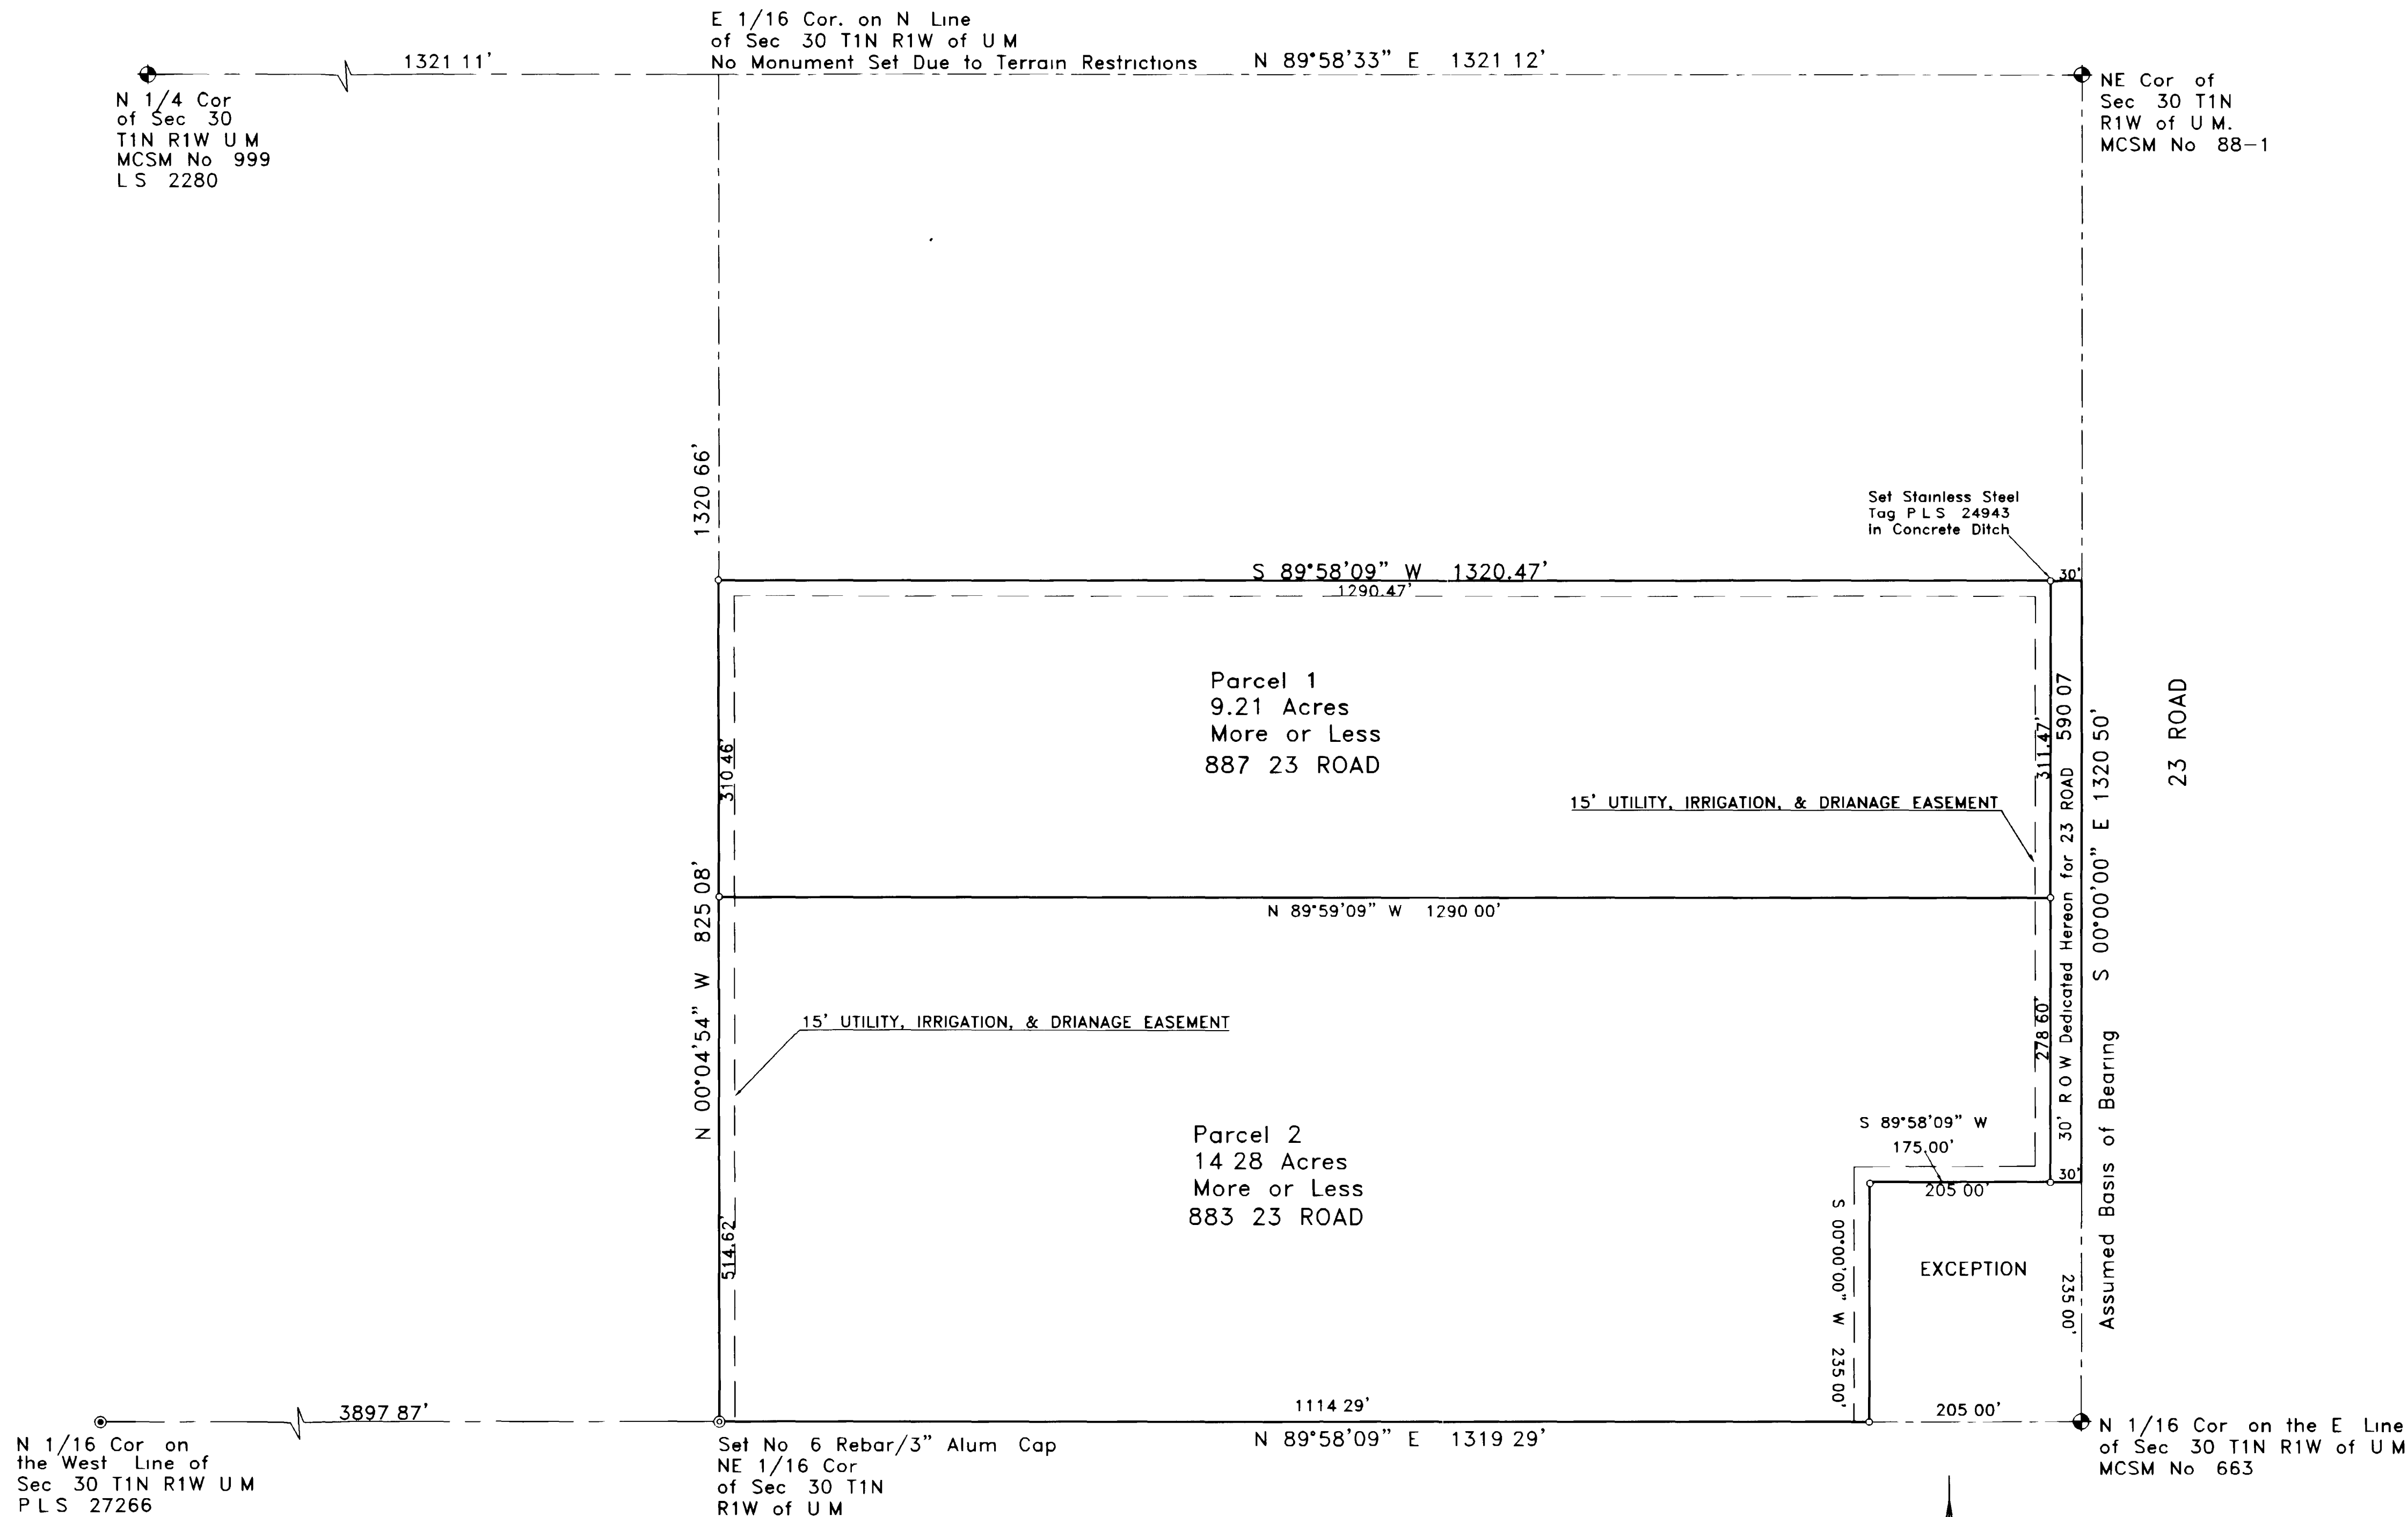 E 1/16 Cor. on N Line
of Sec 30 T1N R1W of U M
No Monument Set Due to Terrain Restrictions
N 89°58'33" E 1321 12'
1321 11'
N 1/4 Cor
of Sec 30
T1N R1W U M
MCSM No 999
L S 2280
NE Cor of
Sec 30 T1N
R1W of U M.
MCSM No 88-1
1320 66'
Set Stainless Steel
Tag P L S 24943
in Concrete Ditch
S 89°58'09" W 1320.47'
30'
1290.47'
Parcel 1
9.21 Acres
More or Less
887 23 ROAD
310 46'
311.47'
30' R O W Dedicated Hereon for 23 ROAD 590 07
S 00°00'00" E 1320 50'
23 ROAD
15' UTILITY, IRRIGATION, & DRIANAGE EASEMENT
N 00°04'54" W 825 08'
N 89°59'09" W 1290 00'
278 60'
15' UTILITY, IRRIGATION, & DRIANAGE EASEMENT
Assumed Basis of Bearing
Parcel 2
14 28 Acres
More or Less
883 23 ROAD
S 89°58'09" W
175.00'
30'
205 00'
514.62'
S 00°00'00" W 235 00'
EXCEPTION
235 00'
3897 87'
1114 29'
205 00'
N 89°58'09" E 1319 29'
N 1/16 Cor on
the West Line of
Sec 30 T1N R1W U M
P L S 27266
Set No 6 Rebar/3" Alum Cap
NE 1/16 Cor
of Sec 30 T1N
R1W of U M
N 1/16 Cor on the E Line
of Sec 30 T1N R1W of U M
MCSM No 663